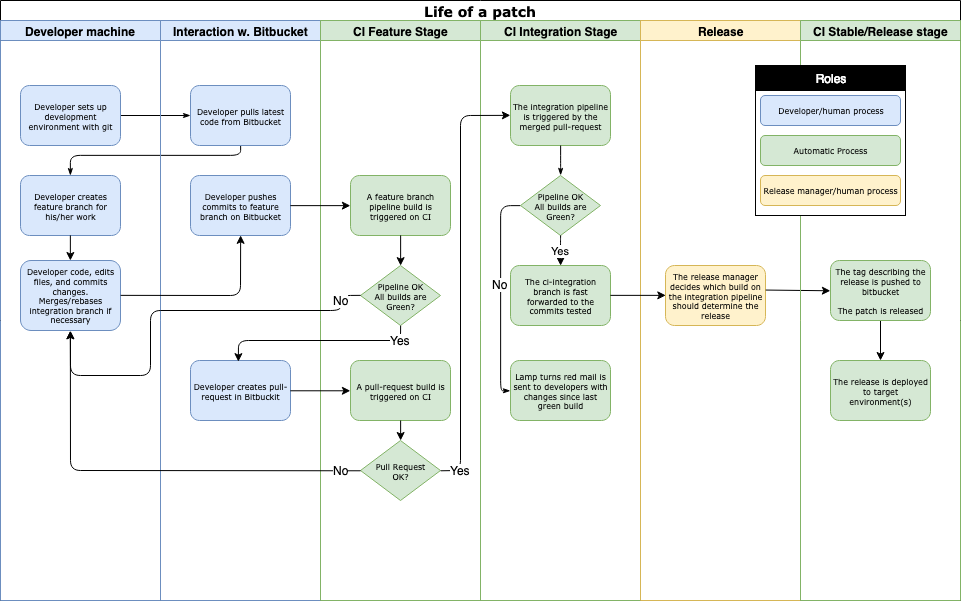 Life of a patch
Developer machine
Interaction w. Bitbucket
CI Feature Stage
CI Integration Stage
Release
CI Stable/Release stage
Roles
Developer/human process
Automatic Process
Release manager/human process
Developer sets up
development
environment with git
Developer pulls latest
code from Bitbucket
Developer creates
feature branch for
his/her work
Developer code, edits
files, and commits
changes.
Merges/rebases
integration branch if
necessary
Developer pushes
commits to feature
branch on Bitbucket
A feature branch
pipeline build is
triggered on CI
Pipeline OK
All builds are
Green?
No
Yes
Developer creates pull-
request in Bitbuckit
A pull-request build is
triggered on CI
Pull Request
OK?
No
Yes
The integration pipeline
is triggered by the
merged pull-request
Pipeline OK
All builds are
Green?
Yes
No
The ci-integration
branch is fast
forwarded to the
commits tested
Lamp turns red mail is
sent to developers with
changes since last
green build
The release manager
decides which build on
the integration pipeline
should determine the
release
The tag describing the
release is pushed to
bitbucket
The patch is released
The release is deployed
to target
environment(s)